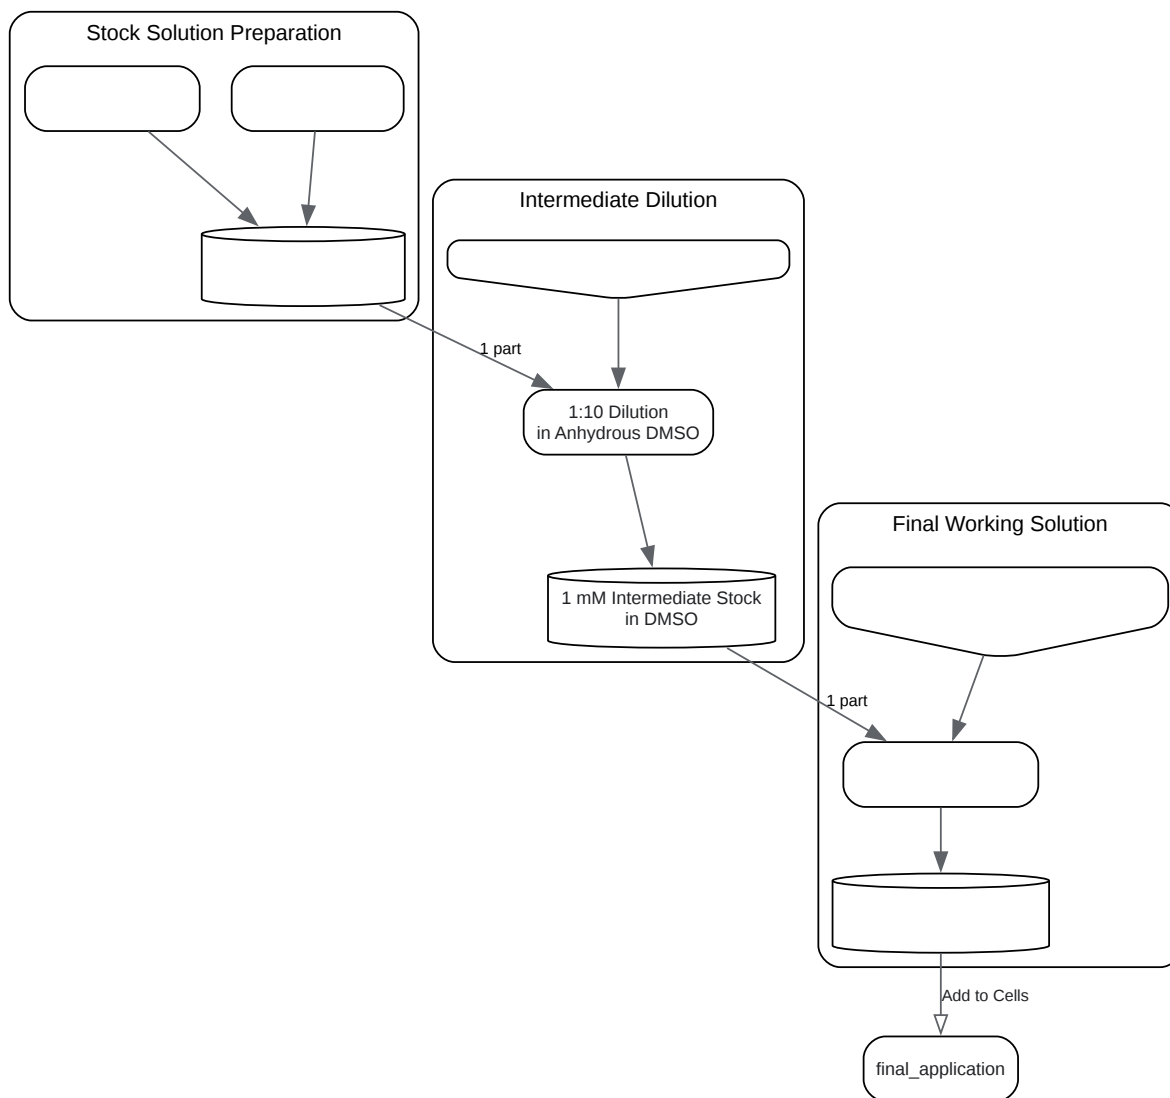 Stock Solution Preparation
Intermediate Dilution
1 part
1:10 Dilution
in Anhydrous DMSO
1 mM Intermediate Stock
in DMSO
Final Working Solution
1 part
Add to Cells
final_application